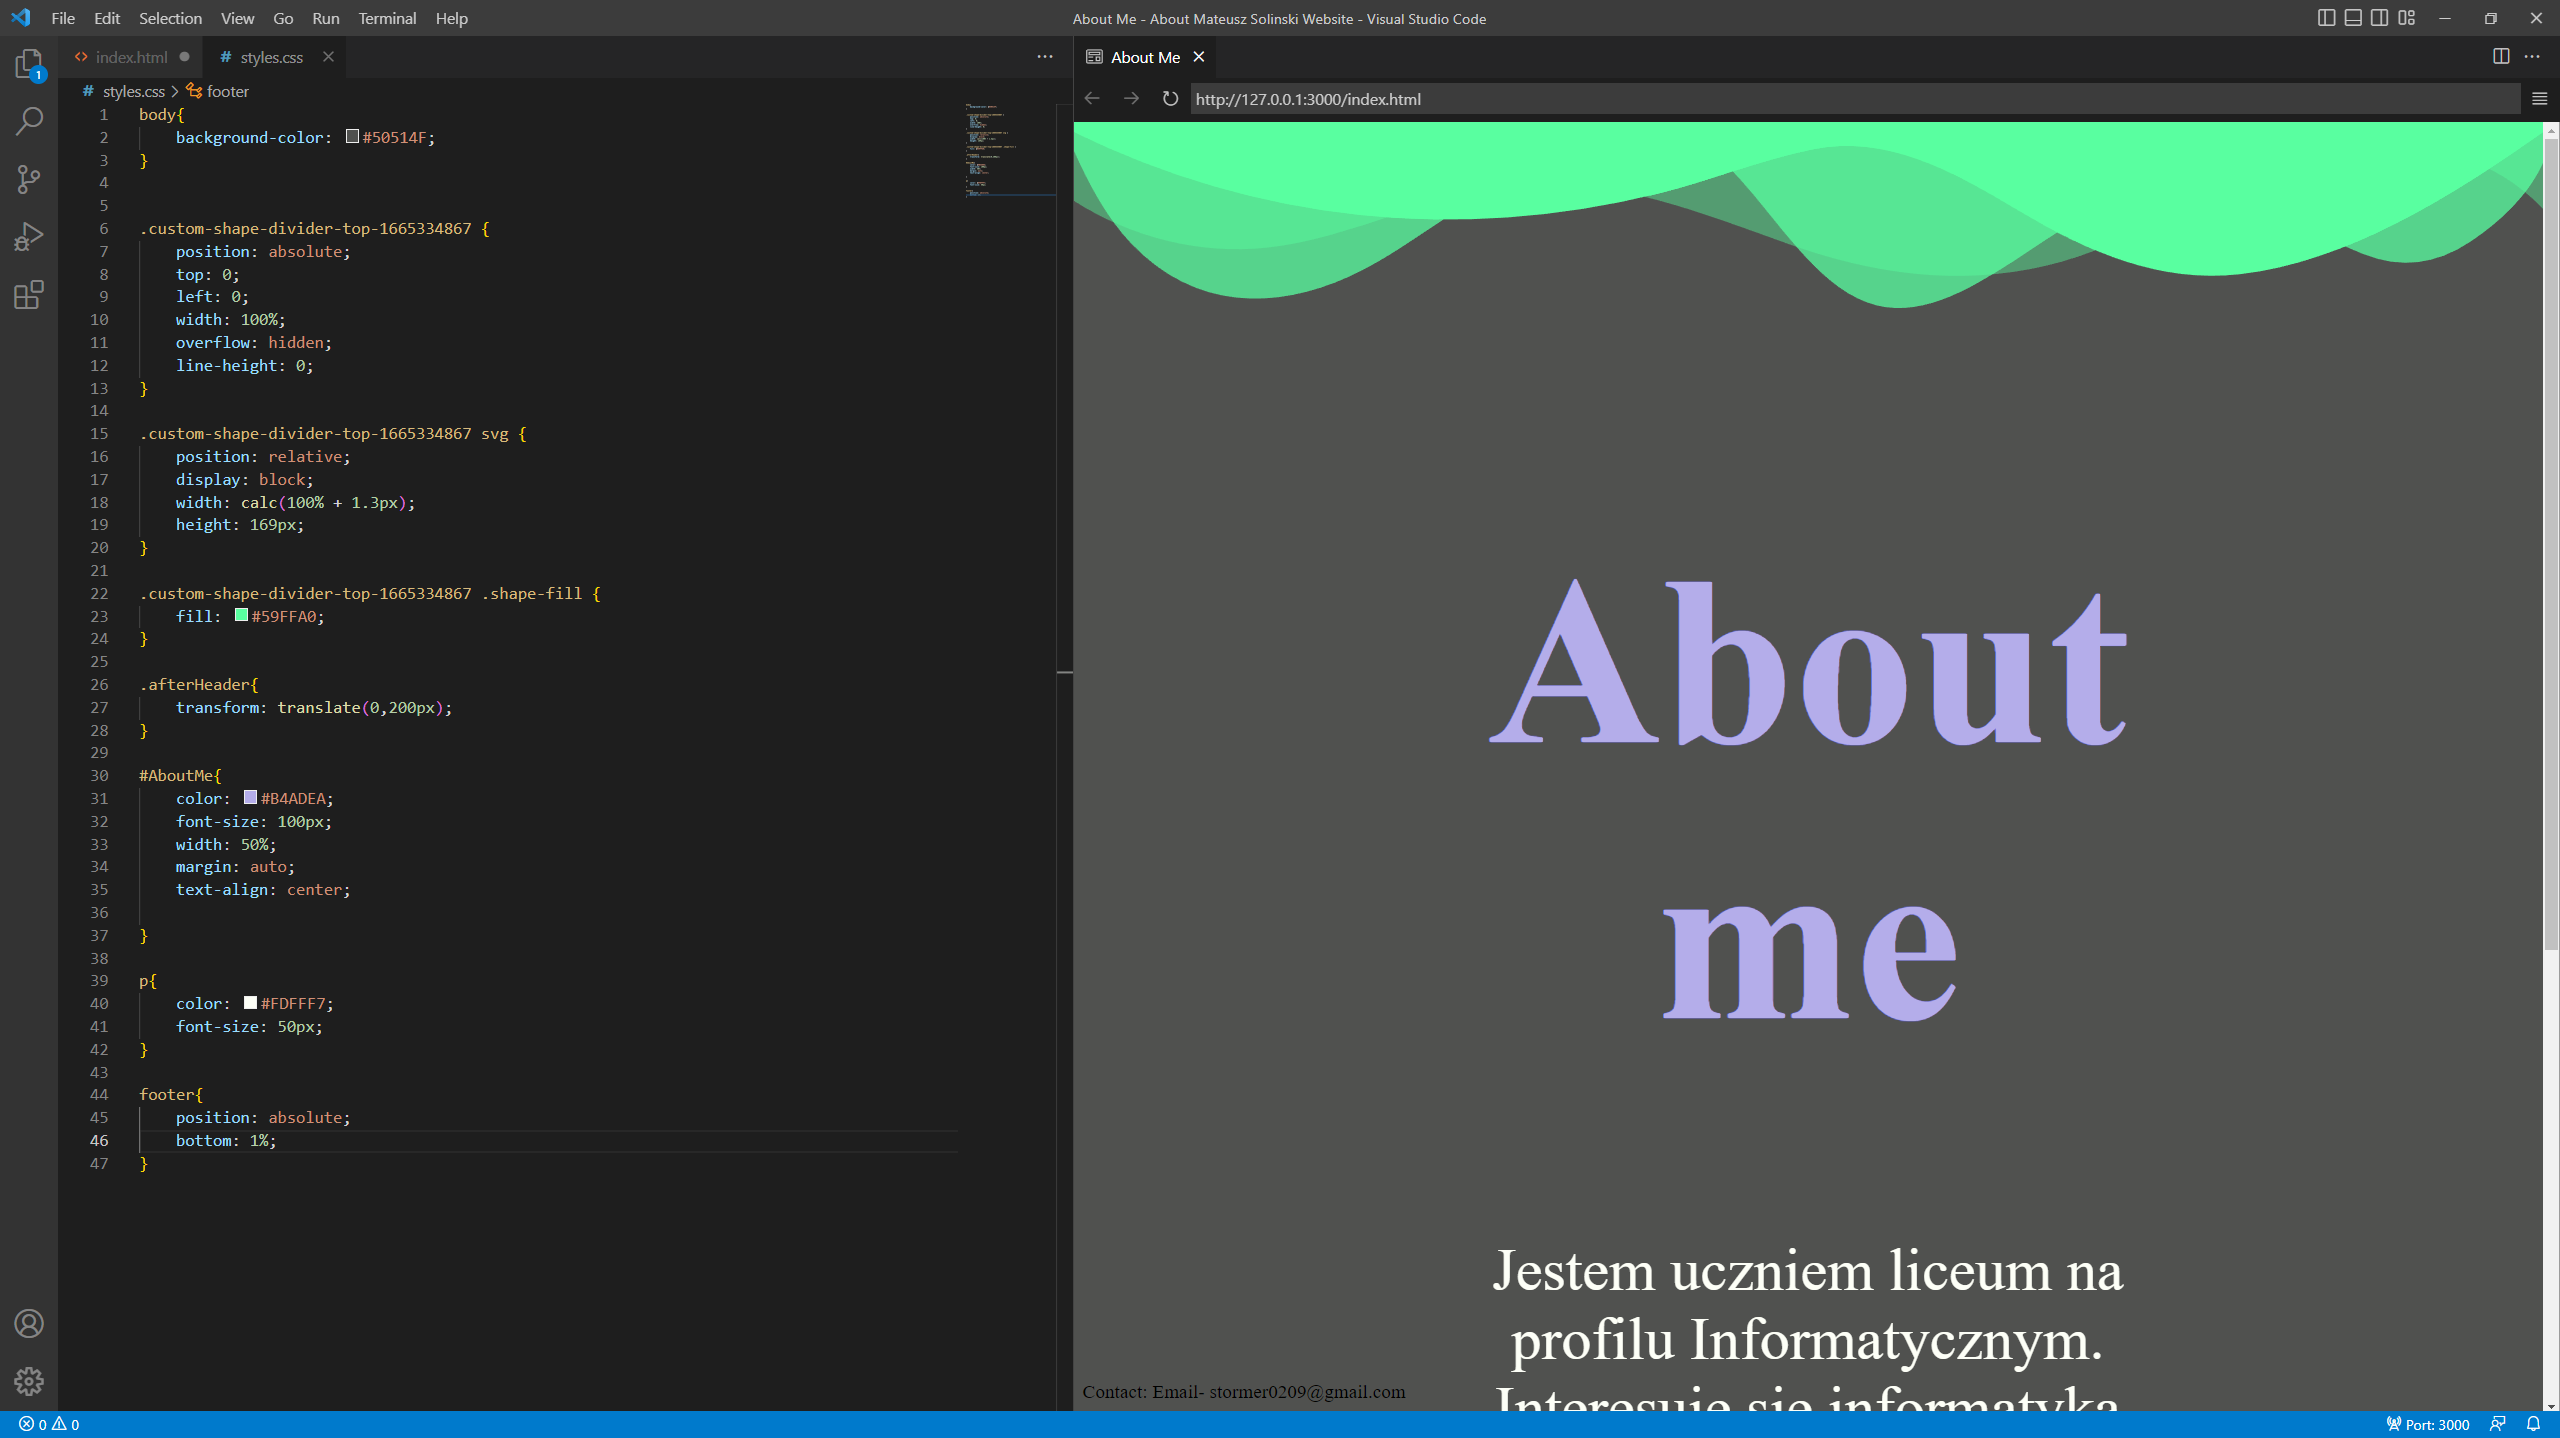 File Edit Selection View Go Run Terminal Help
About Me - About Mateusz Solinski Website - Visual Studio Code
1
index.html
# styles.css
# styles.css > footer
1 body{
2 background-color: #50514F;
3 }
4
5
6 .custom-shape-divider-top-1665334867 {
7 position: absolute;
8 top: 0;
9 left: 0;
10 width: 100%;
11 overflow: hidden;
12 line-height: 0;
13 }
14
15 .custom-shape-divider-top-1665334867 svg {
16 position: relative;
17 display: block;
18 width: calc(100% + 1.3px);
19 height: 169px;
20 }
21
22 .custom-shape-divider-top-1665334867 .shape-fill {
23 fill: #59FFA0;
24 }
25
26 .afterHeader{
27 transform: translate(0,200px);
28 }
29
30 #AboutMe{
31 color: #B4ADEA;
32 font-size: 100px;
33 width: 50%;
34 margin: auto;
35 text-align: center;
36
37 }
38
39 p{
40 color: #FDFFF7;
41 font-size: 50px;
42 }
43
44 footer{
45 position: absolute;
46 bottom: 1%;
47 }
About Me
http://127.0.0.1:3000/index.html
About
me
Jestem uczniem liceum na
profilu Informatycznym.
Interesuję się informatyką
Contact: Email- stormer0209@gmail.com
0 0
Port: 3000